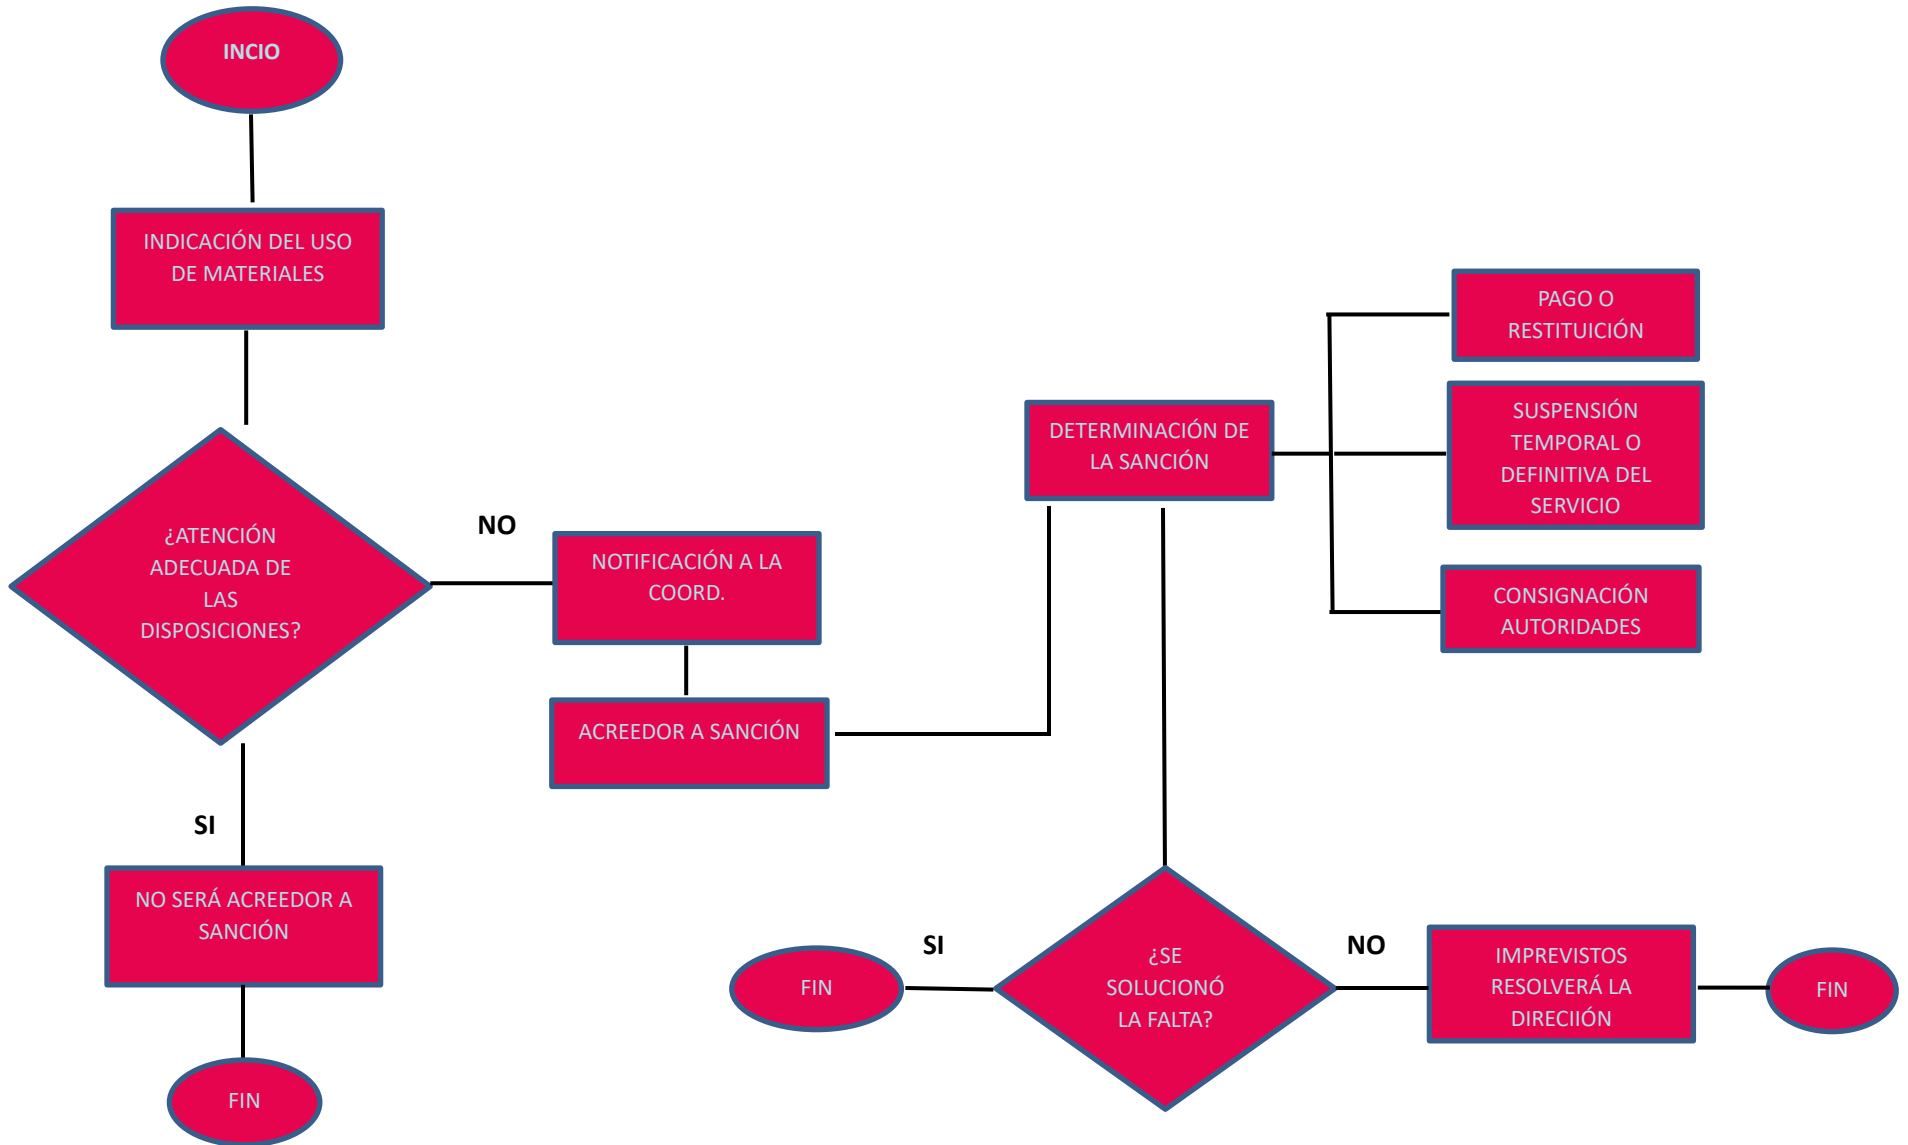 INCIO
INDICACIÓN DEL USO
DE MATERIALES
¿ATENCIÓN
ADECUADA DE
LAS
DISPOSICIONES?
NO
NOTIFICACIÓN A LA
COORD.
ACREEDOR A SANCIÓN
SI
NO SERÁ ACREEDOR A
SANCIÓN
FIN
DETERMINACIÓN DE
LA SANCIÓN
PAGO O
RESTITUICIÓN
SUSPENSIÓN
TEMPORAL O
DEFINITIVA DEL
SERVICIO
CONSIGNACIÓN
AUTORIDADES
¿SE
SOLUCIONÓ
LA FALTA?
SI
FIN
NO
IMPREVISTOS
RESOLVERÁ LA
DIRECIIÓN
FIN